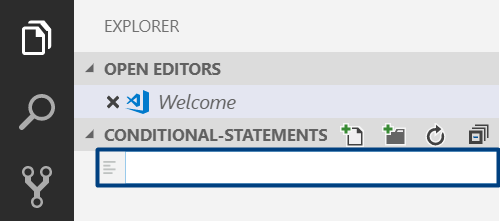 EXPLORER
OPEN EDITORS
Welcome
CONDITIONAL-STATEMENTS